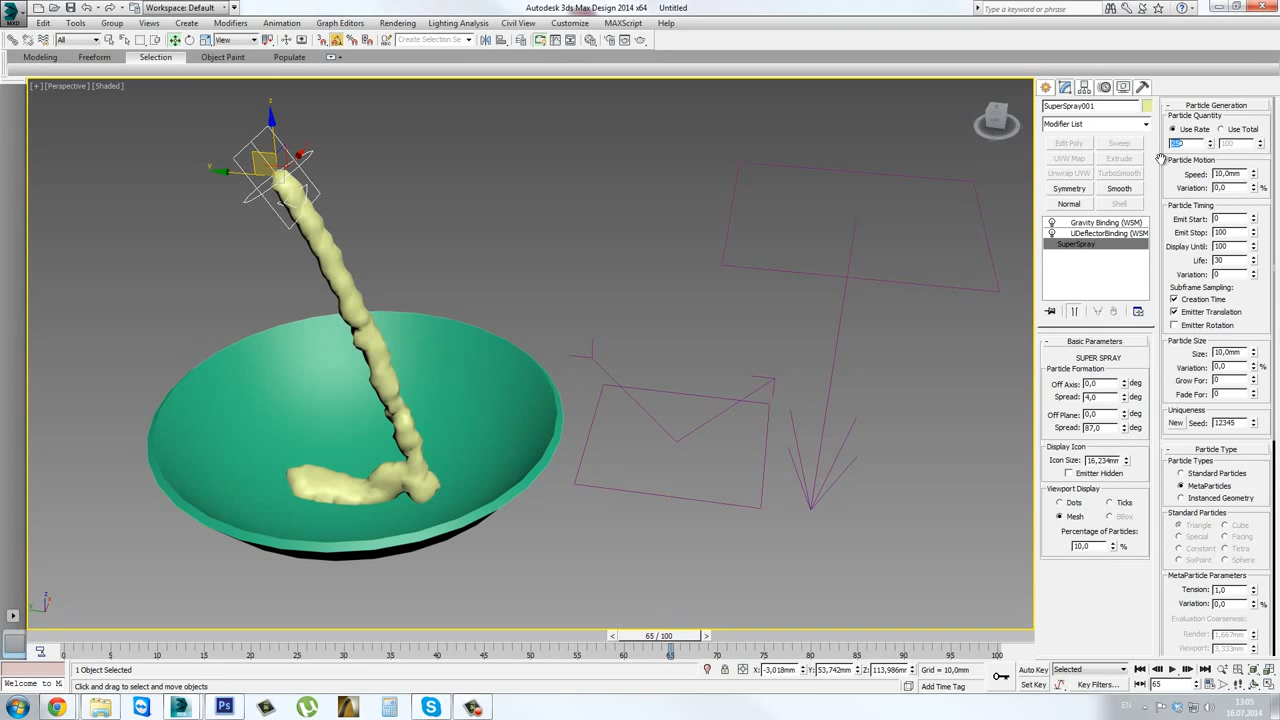 Autodesk 3ds Max Design 2014 x64 Untitled
Workspace: Default
Type a keyword or phrase
Edit Tools Group Views Create Modifiers Animation Graph Editors Rendering Lighting Analysis Civil View Customize MAXScript Help
All
View
Create Selection Se
Modeling Freeform Selection Object Paint Populate
[+] [Perspective] [Shaded]
SuperSpray001
Modifier List
Edit Poly Sweep
UVW Map Extrude
Unwrap UVW TurboSmooth
Symmetry Smooth
Normal Shell
Gravity Binding (WSM)
UDeflectorBinding (WSM
SuperSpray
- Basic Parameters
SUPER SPRAY
Particle Formation
Off Axis: 0,0 deg
Spread: 4,0 deg
Off Plane: 0,0 deg
Spread: 87,0 deg
Display Icon
Icon Size: 16,234mm
Emitter Hidden
Viewport Display
Dots Ticks
Mesh BBox
Percentage of Particles:
10,0 %
- Particle Generation
Particle Quantity
Use Rate Use Total
100
Particle Motion
Speed: 10,0mm
Variation: 0,0 %
Particle Timing
Emit Start: 0
Emit Stop: 100
Display Until: 100
Life: 30
Variation: 0
Subframe Sampling:
Creation Time
Emitter Translation
Emitter Rotation
Particle Size
Size: 10,0mm
Variation: 0,0 %
Grow For: 0
Fade For: 0
Uniqueness
New Seed: 12345
- Particle Type
Particle Types
Standard Particles
MetaParticles
Instanced Geometry
Standard Particles
Triangle Cube
Special Facing
Constant Tetra
SixPoint Sphere
MetaParticle Parameters
Tension: 1,0
Variation: 0,0 %
Evaluation Coarseness:
Render: 1,667mm
Viewport: 3,333mm
z
y
z
y
x
< 65 / 100 >
0 5 10 15 20 25 30 35 40 45 50 55 60 65 70 75 80 85 90 95 100
1 Object Selected
X: -3,018mm Y: 53,742mm Z: 113,986mm Grid = 10,0mm
Auto Key Selected
Welcome to M
Click and drag to select and move objects
Add Time Tag
Set Key Key Filters...
65
EN
13:05
16.07.2014